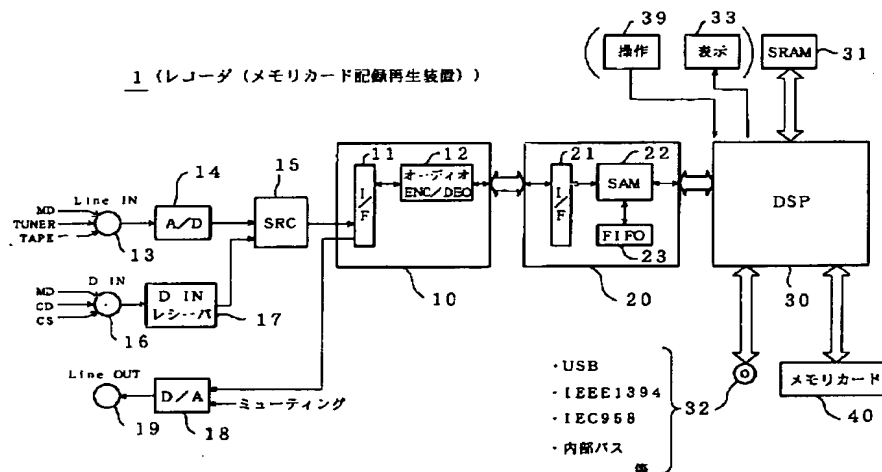 39
33
操作
表示
SRAM
31
1 (レコーダ (メモリカード記録再生装置))
11
12
オーディオ
ENC/DEC
I/F
21
22
I/F
SAM
FIFO
23
DSP
14
15
Line IN
MD
TUNER
TAPE
A/D
SRC
13
D IN
MD
CD
CS
D IN
レシーバ
16
17
10
20
30
Line OUT
D/A
ミューティング
19
18
・USB
・IEEE1394
・IEC958
・内部バス
等
32
メモリカード
40